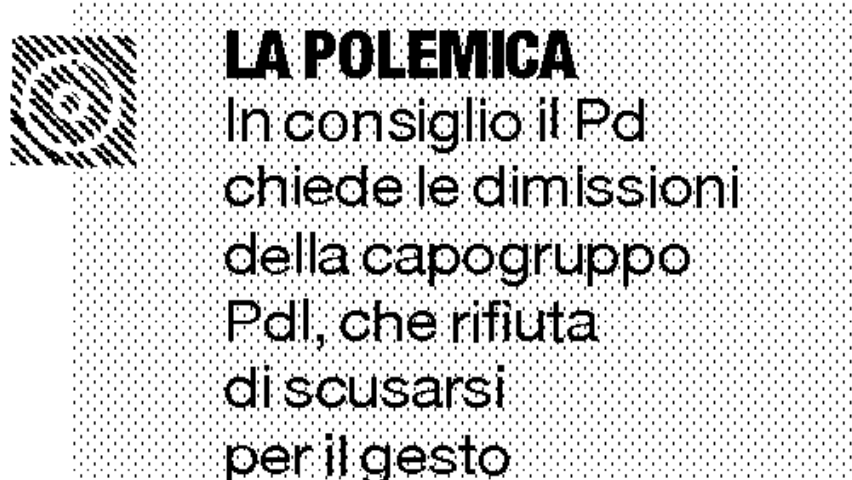 LA POLEMICA
In consiglio il Pd
chiede le dimissioni
della capogruppo
Pdl, che rifiuta
di scusarsi
per il gesto